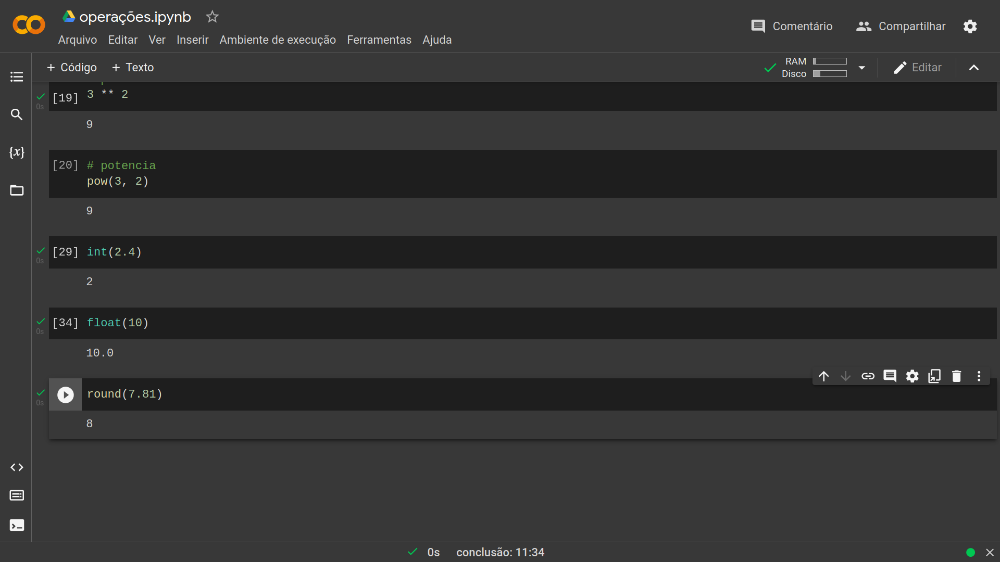 operações.ipynb
Arquivo Editar Ver Inserir Ambiente de execução Ferramentas Ajuda
Comentário
Compartilhar
+ Código + Texto
RAM
Disco
Editar
{x}
[19] 3 ** 2
0s
9
[20] # potencia
pow(3, 2)
9
[29] int(2.4)
0s
2
[34] float(10)
0s
10.0
round(7.81)
0s
8
0s conclusão: 11:34